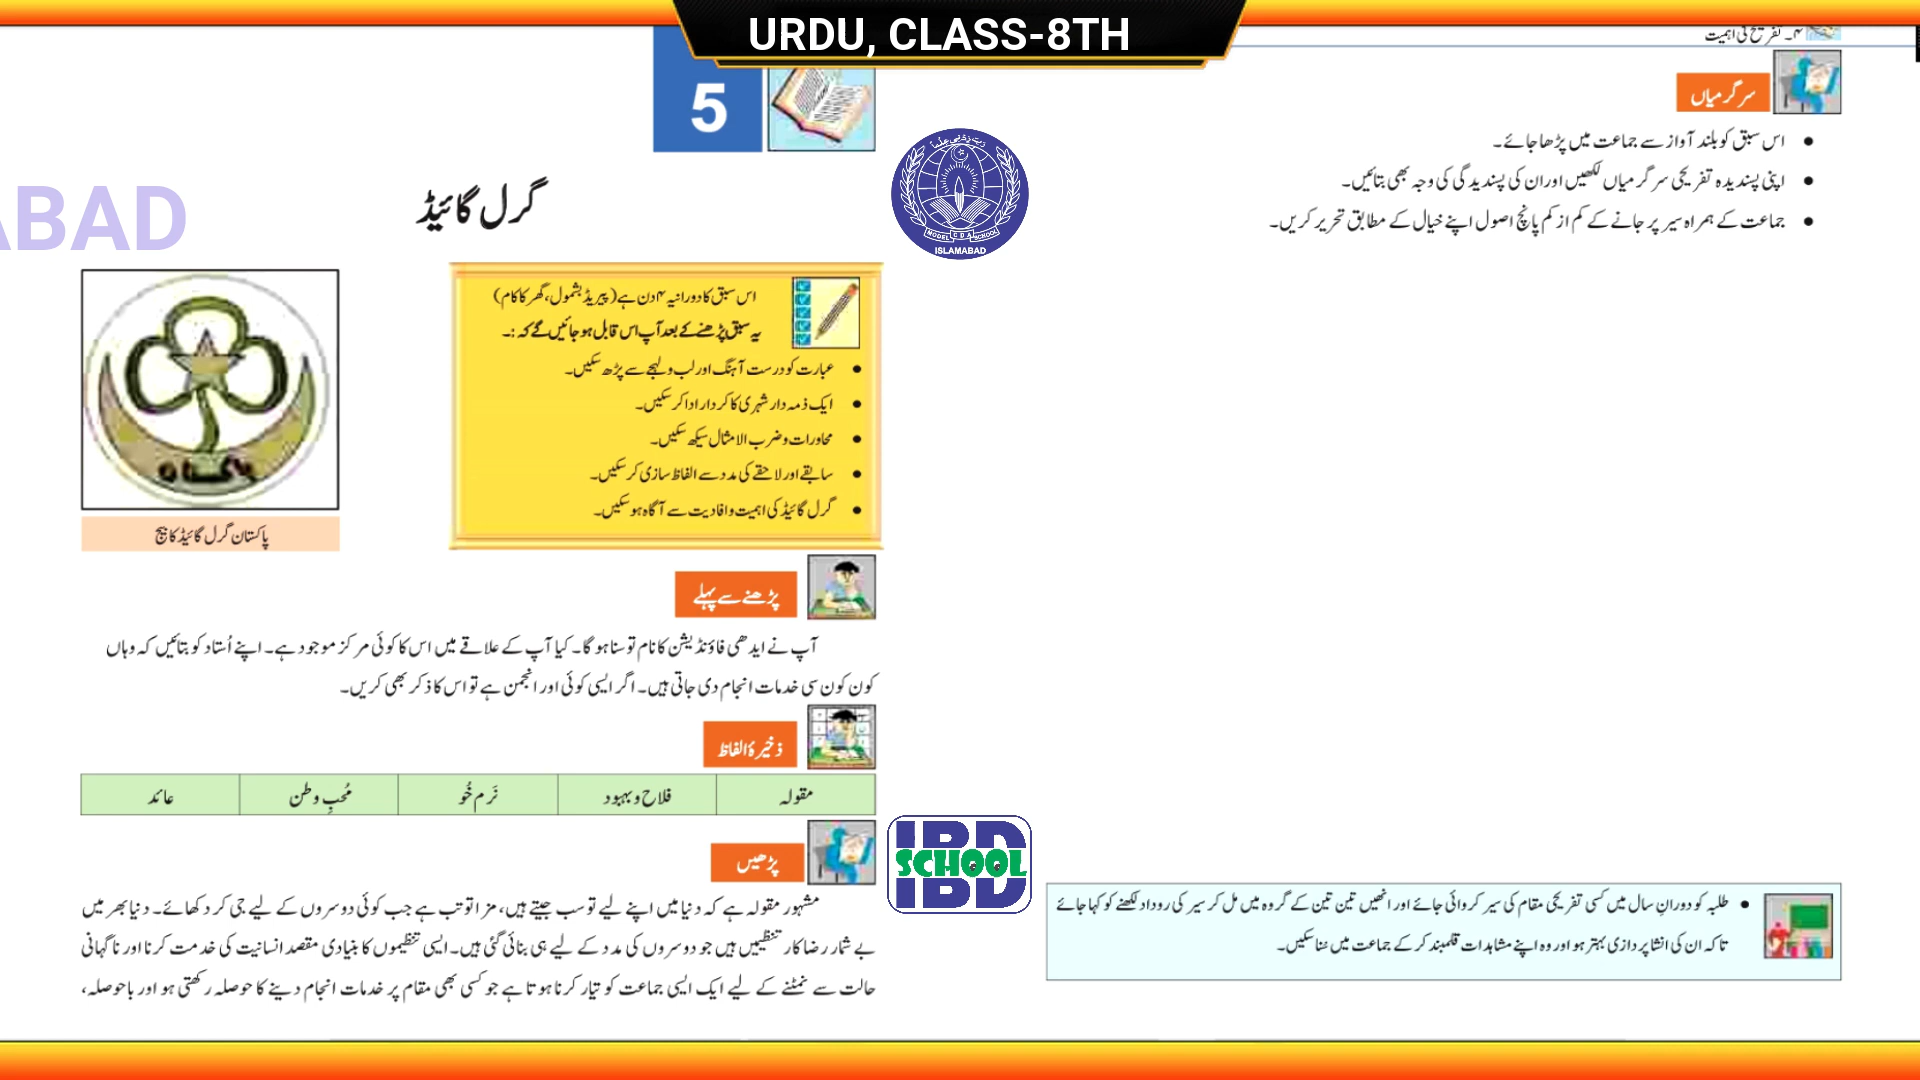 URDU, CLASS-8TH
۴۔ تفریح کی اہمیت
سرگرمیاں
• اس سبق کو بلند آواز سے جماعت میں پڑھا جائے۔
• اپنی پسندیدہ تفریحی سرگرمیاں لکھیں اور ان کی پسندیدگی کی وجہ بھی بتائیں۔
• جماعت کے ہمراہ سیر پر جانے کے کم از کم پانچ اصول اپنے خیال کے مطابق تحریر کریں۔
• طلبہ کو دورانِ سال میں کسی تفریحی مقام کی سیر کروائی جائے اور انھیں تین تین کے گروہ میں مل کر سیر کی روداد لکھنے کو کہا جائے
تاکہ ان کی انشا پردازی بہتر ہو اور وہ اپنے مشاہدات قلمبند کر کے جماعت میں سنا سکیں۔
MODEL CDA SCHOOL
ISLAMABAD
IBD
SCHOOL
IBD
ABAD
5
گرل گائیڈ
اس سبق کا دورانیہ ۴ دن ہے (پیریڈ بشمول، گھر کا کام)
یہ سبق پڑھنے کے بعد آپ اس قابل ہو جائیں گے کہ:۔
• عبارت کو درست آہنگ اور لب و لہجے سے پڑھ سکیں۔
• ایک ذمہ دار شہری کا کردار ادا کر سکیں۔
• محاورات و ضرب الامثال سیکھ سکیں۔
• سابقے اور لاحقے کی مدد سے الفاظ سازی کر سکیں۔
• گرل گائیڈ کی اہمیت و افادیت سے آگاہ ہو سکیں۔
پاکستان گرل گائیڈ کا بیج
پڑھنے سے پہلے
آپ نے ایدھی فاؤنڈیشن کا نام تو سنا ہو گا۔ کیا آپ کے علاقے میں اس کا کوئی مرکز موجود ہے۔ اپنے اُستاد کو بتائیں کہ وہاں
کون کون سی خدمات انجام دی جاتی ہیں۔ اگر ایسی کوئی اور انجمن ہے تو اس کا ذکر بھی کریں۔
ذخیرۂ الفاظ
مقولہ فلاح و بہبود نَرم خُو مُحبِ وطن عائد
پڑھیں
مشہور مقولہ ہے کہ دنیا میں اپنے لیے تو سب جیتے ہیں، مزا تو تب ہے جب کوئی دوسروں کے لیے جی کر دکھائے۔ دنیا بھر میں
بے شمار رضا کار تنظیمیں ہیں جو دوسروں کی مدد کے لیے ہی بنائی گئی ہیں۔ ایسی تنظیموں کا بنیادی مقصد انسانیت کی خدمت کرنا اور ناگہانی
حالت سے نمٹنے کے لیے ایک ایسی جماعت کو تیار کرنا ہوتا ہے جو کسی بھی مقام پر خدمات انجام دینے کا حوصلہ رکھتی ہو اور باحوصلہ،